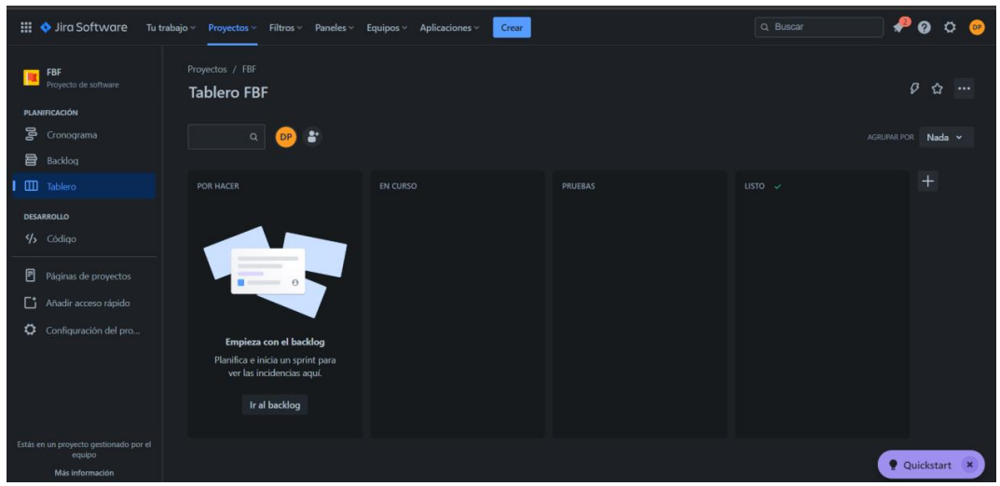 Jira Software Tu trabajo Proyectos Filtros Paneles Equipos Aplicaciones Crear Buscar 2 DP
FBF
Proyecto de software
PLANIFICACIÓN
Cronograma
Backlog
Tablero
DESARROLLO
Código
Páginas de proyectos
Añadir acceso rápido
Configuración del pro...
Estás en un proyecto gestionado por el
equipo
Más información
Proyectos / FBF
Tablero FBF
DP
AGRUPAR POR Nada
POR HACER EN CURSO PRUEBAS LISTO
Empieza con el backlog
Planifica e inicia un sprint para
ver las incidencias aquí.
Ir al backlog
Quickstart